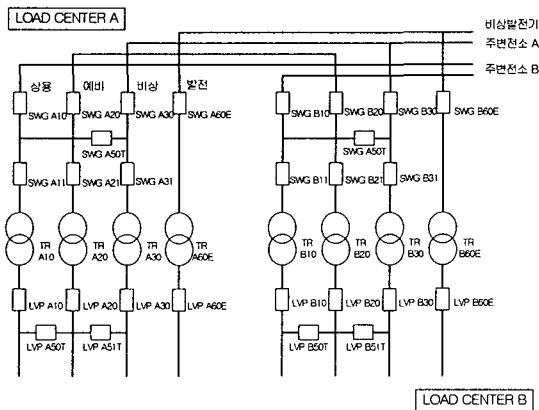 LOAD CENTER A
비상발전기
주변전소 A
주변전소 B
상용 예비 비상 발전
SWG A10 SWG A20 SWG A30 SWG A60E SWG B10 SWG B20 SWG B30 SWG B60E
SWG A50T SWG A50T
SWG A11 SWG A21 SWG A31 SWG B11 SWG B21 SWG B31
TR A10 TR A20 TR A30 TR A60E TR B10 TR B20 TR B30 TR B60E
LVP A10 LVP A20 LVP A30 LVP A60E LVP B10 LVP B20 LVP B30 LVP B60E
LVP A50T LVP A51T LVP B50T LVP B51T
LOAD CENTER B